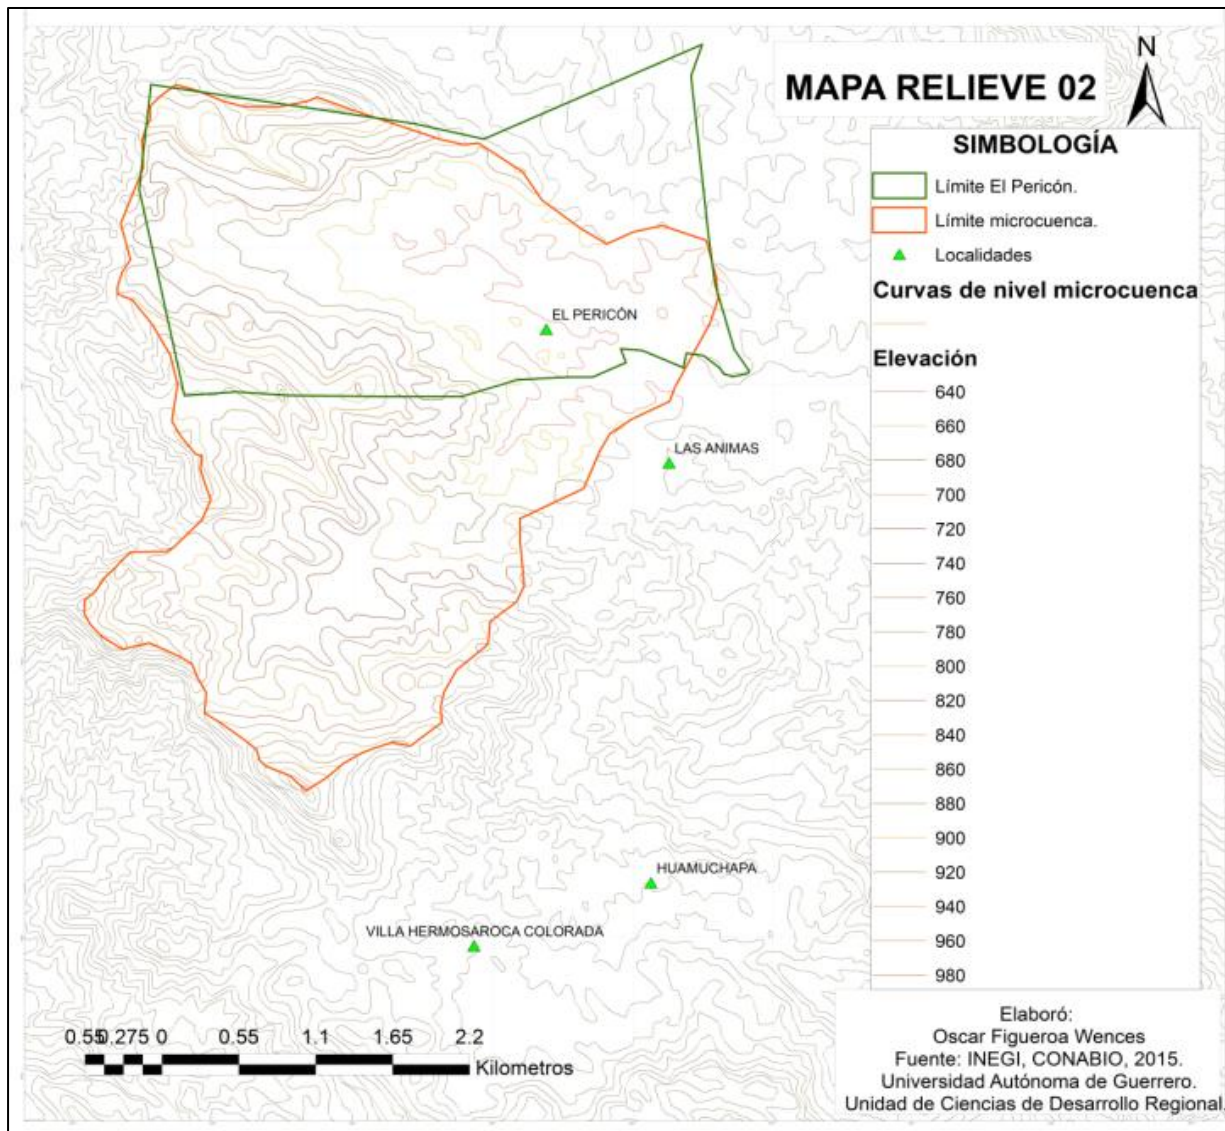 N
MAPA RELIEVE 02
SIMBOLOGÍA
Límite El Pericón.
Límite microcuenca.
Localidades
Curvas de nivel microcuenca
Elevación
640
660
680
700
720
740
760
780
800
820
840
860
880
900
920
940
960
980
EL PERICÓN
LAS ANIMAS
HUAMUCHAPA
VILLA HERMOSAROCA COLORADA
0.55 0.275 0 0.55 1.1 1.65 2.2
Kilometros
Elaboró:
Oscar Figueroa Wences
Fuente: INEGI, CONABIO, 2015.
Universidad Autónoma de Guerrero.
Unidad de Ciencias de Desarrollo Regional.